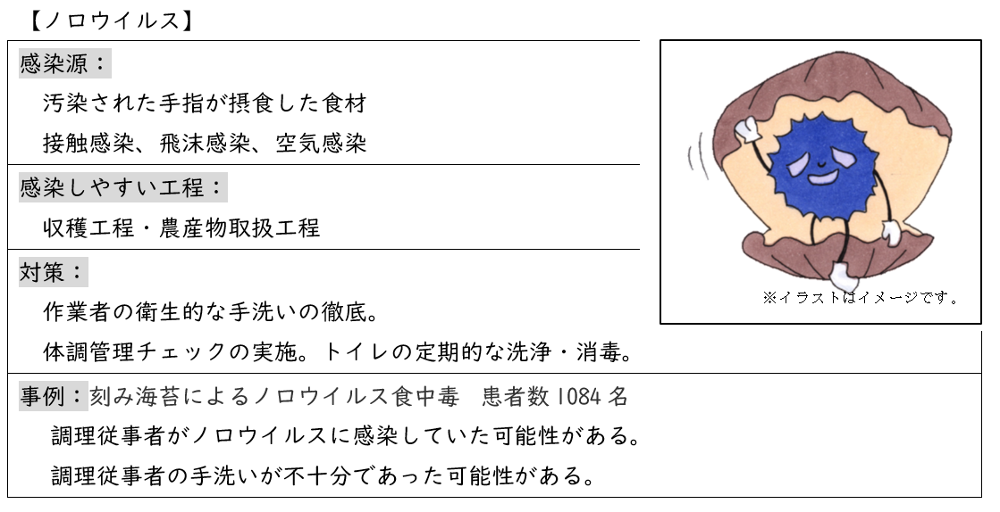 【ノロウイルス】
感染源：
汚染された手指が摂食した食材
接触感染、飛沫感染、空気感染
感染しやすい工程：
収穫工程・農産物取扱工程
対策：
作業者の衛生的な手洗いの徹底。
体調管理チェックの実施。トイレの定期的な洗浄・消毒。
※イラストはイメージです。
事例：刻み海苔によるノロウイルス食中毒　患者数 1084 名
調理従事者がノロウイルスに感染していた可能性がある。
調理従事者の手洗いが不十分であった可能性がある。